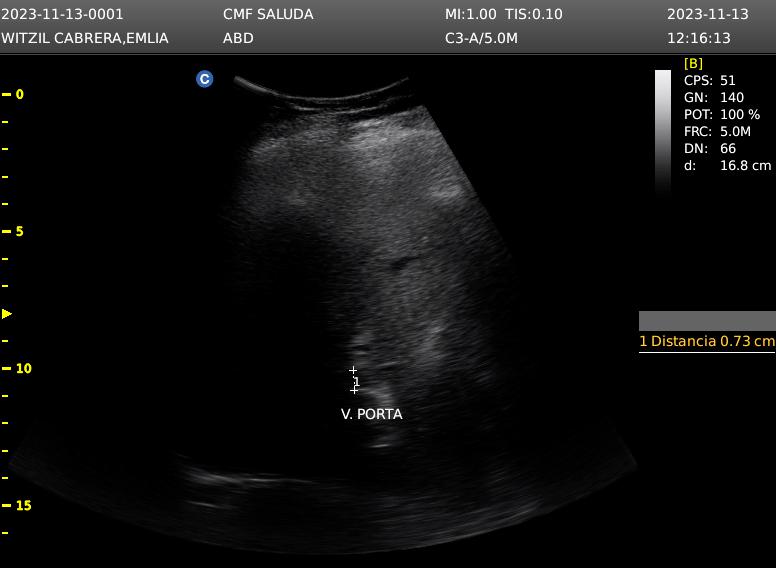 2023-11-13-0001 CMF SALUDA MI:1.00 TIS:0.10 2023-11-13
WITZIL CABRERA,EMLIA ABD C3-A/5.0M 12:16:13
C
[B]
CPS: 51
GN: 140
POT: 100 %
FRC: 5.0M
DN: 66
d: 16.8 cm
0
5
10
15
1 Distancia 0.73 cm
1
V. PORTA